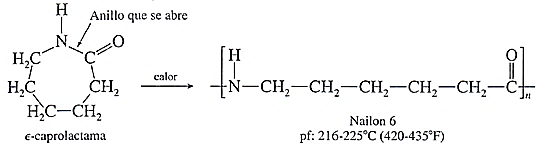 H
Anillo que se abre
N
O
H₂C
C
H₂C
CH₂
H₂C
CH₂
C
H₂
ϵ-caprolactama
calor
H
O
[N—CH₂—CH₂—CH₂—CH₂—CH₂—C]ₙ
Nailon 6
pf: 216-225°C (420-435°F)